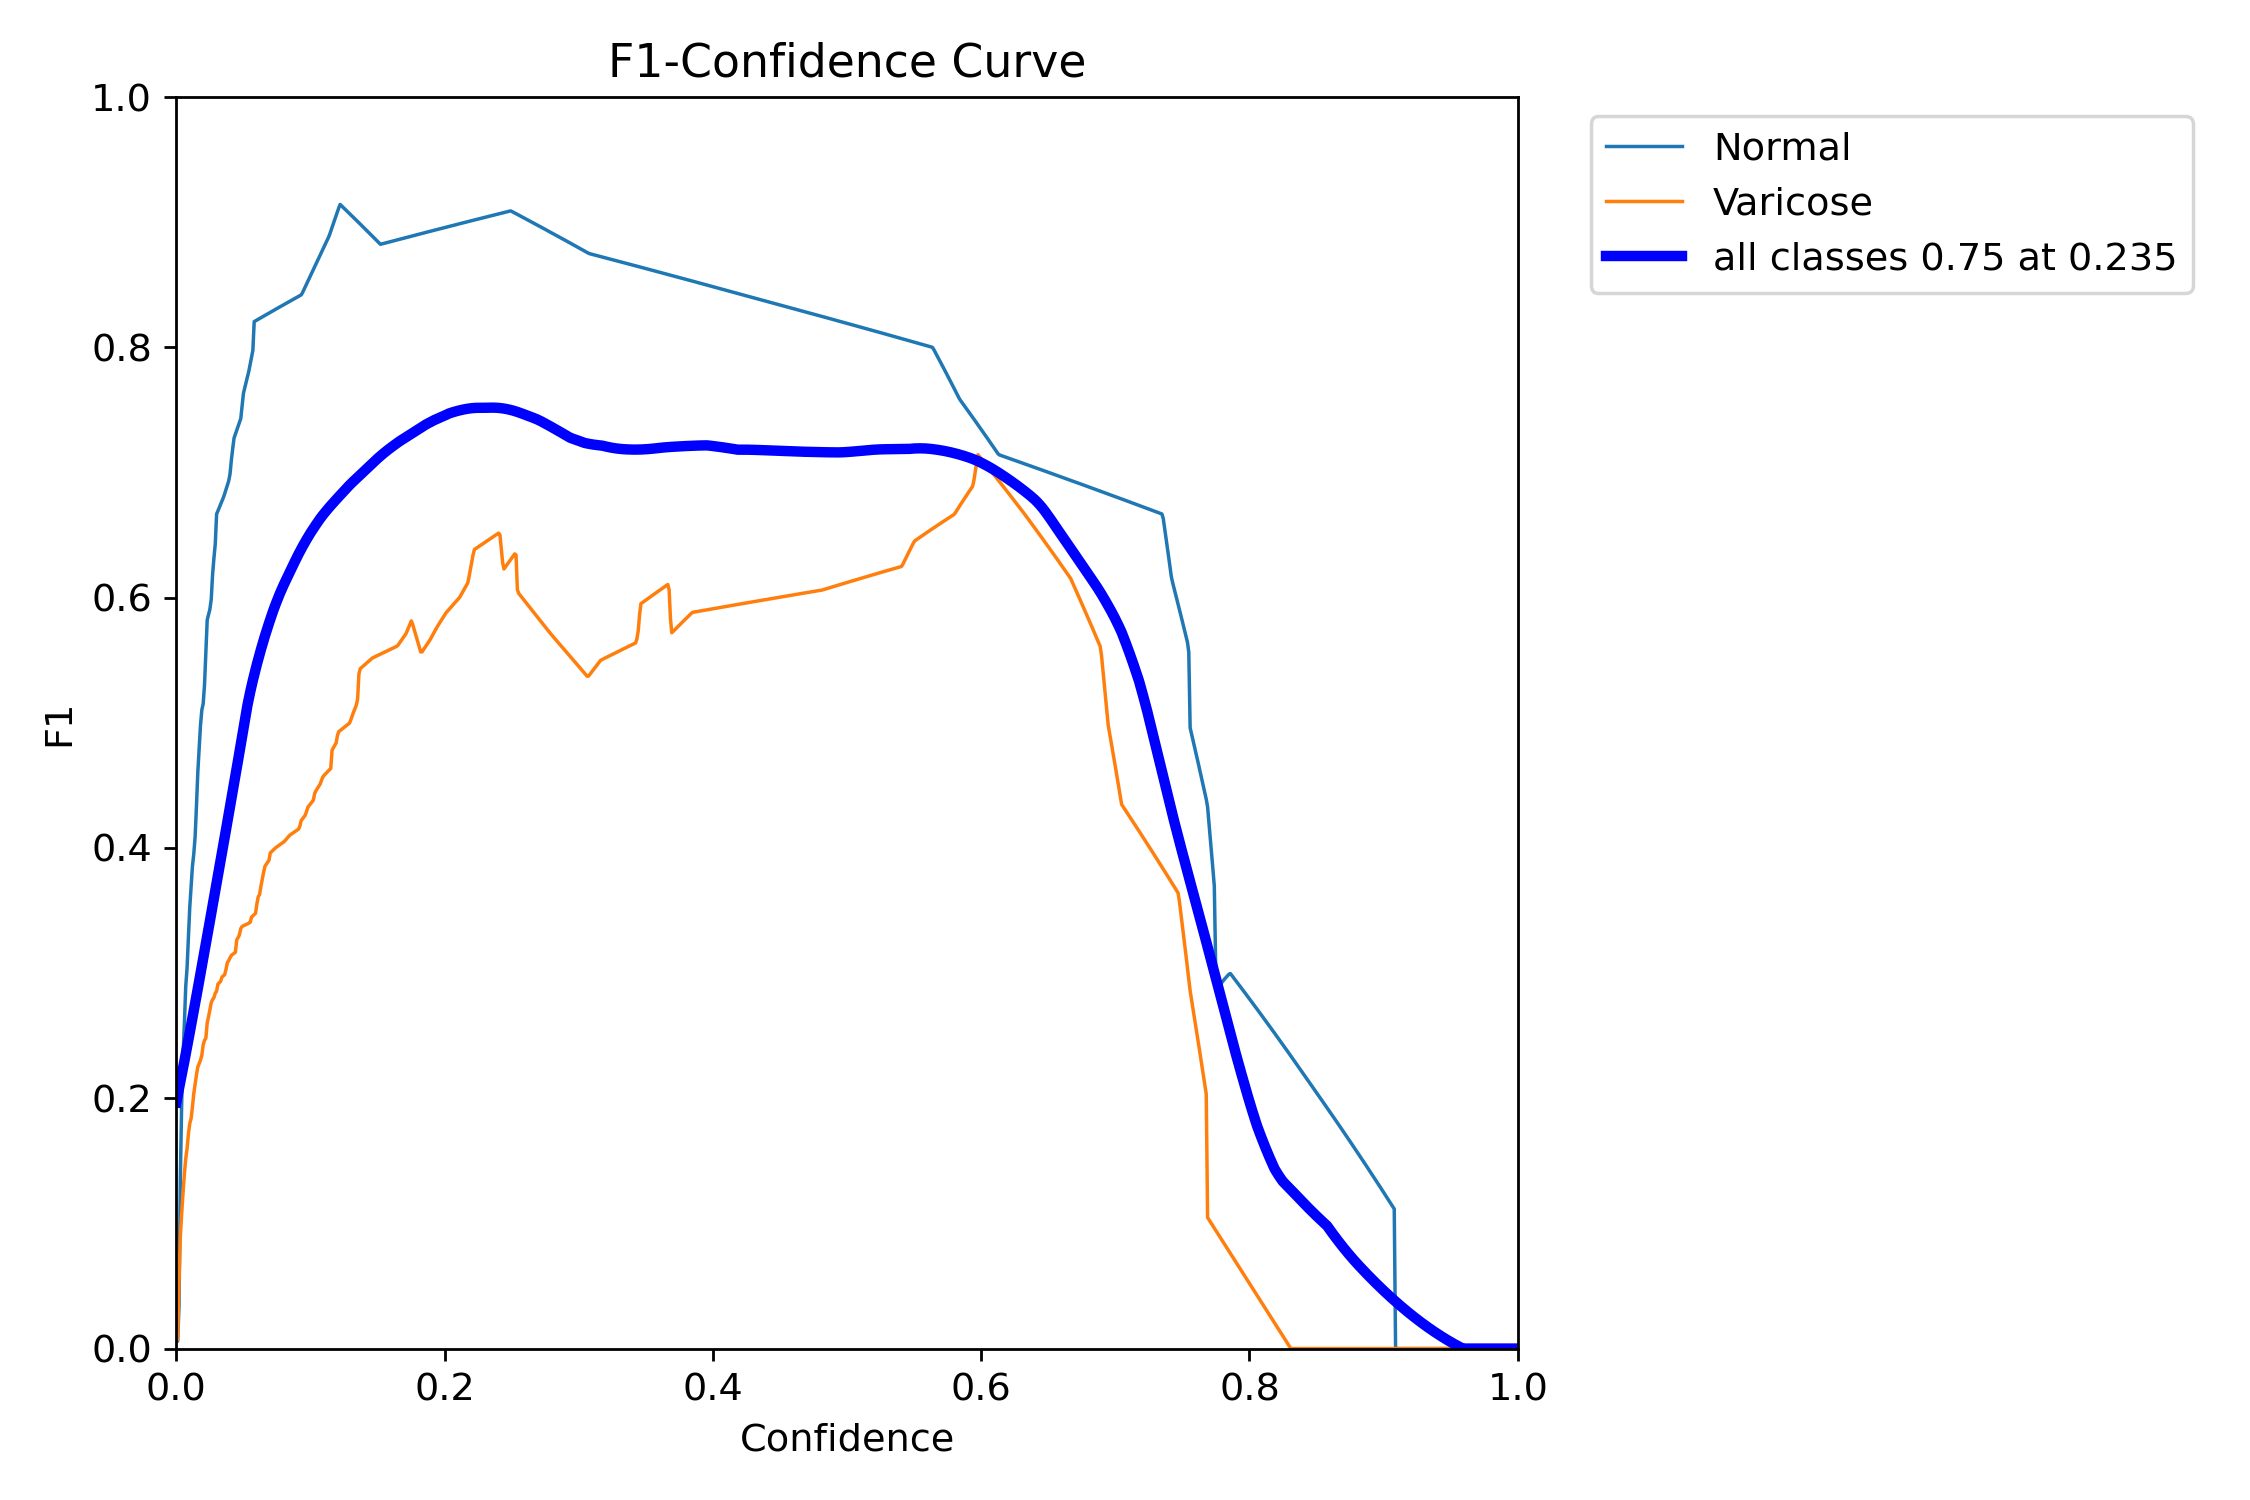 F1-Confidence Curve
1.0
0.8
0.6
0.4
0.2
0.0
F1
0.0 0.2 0.4 0.6 0.8 1.0
Confidence
Normal
Varicose
all classes 0.75 at 0.235